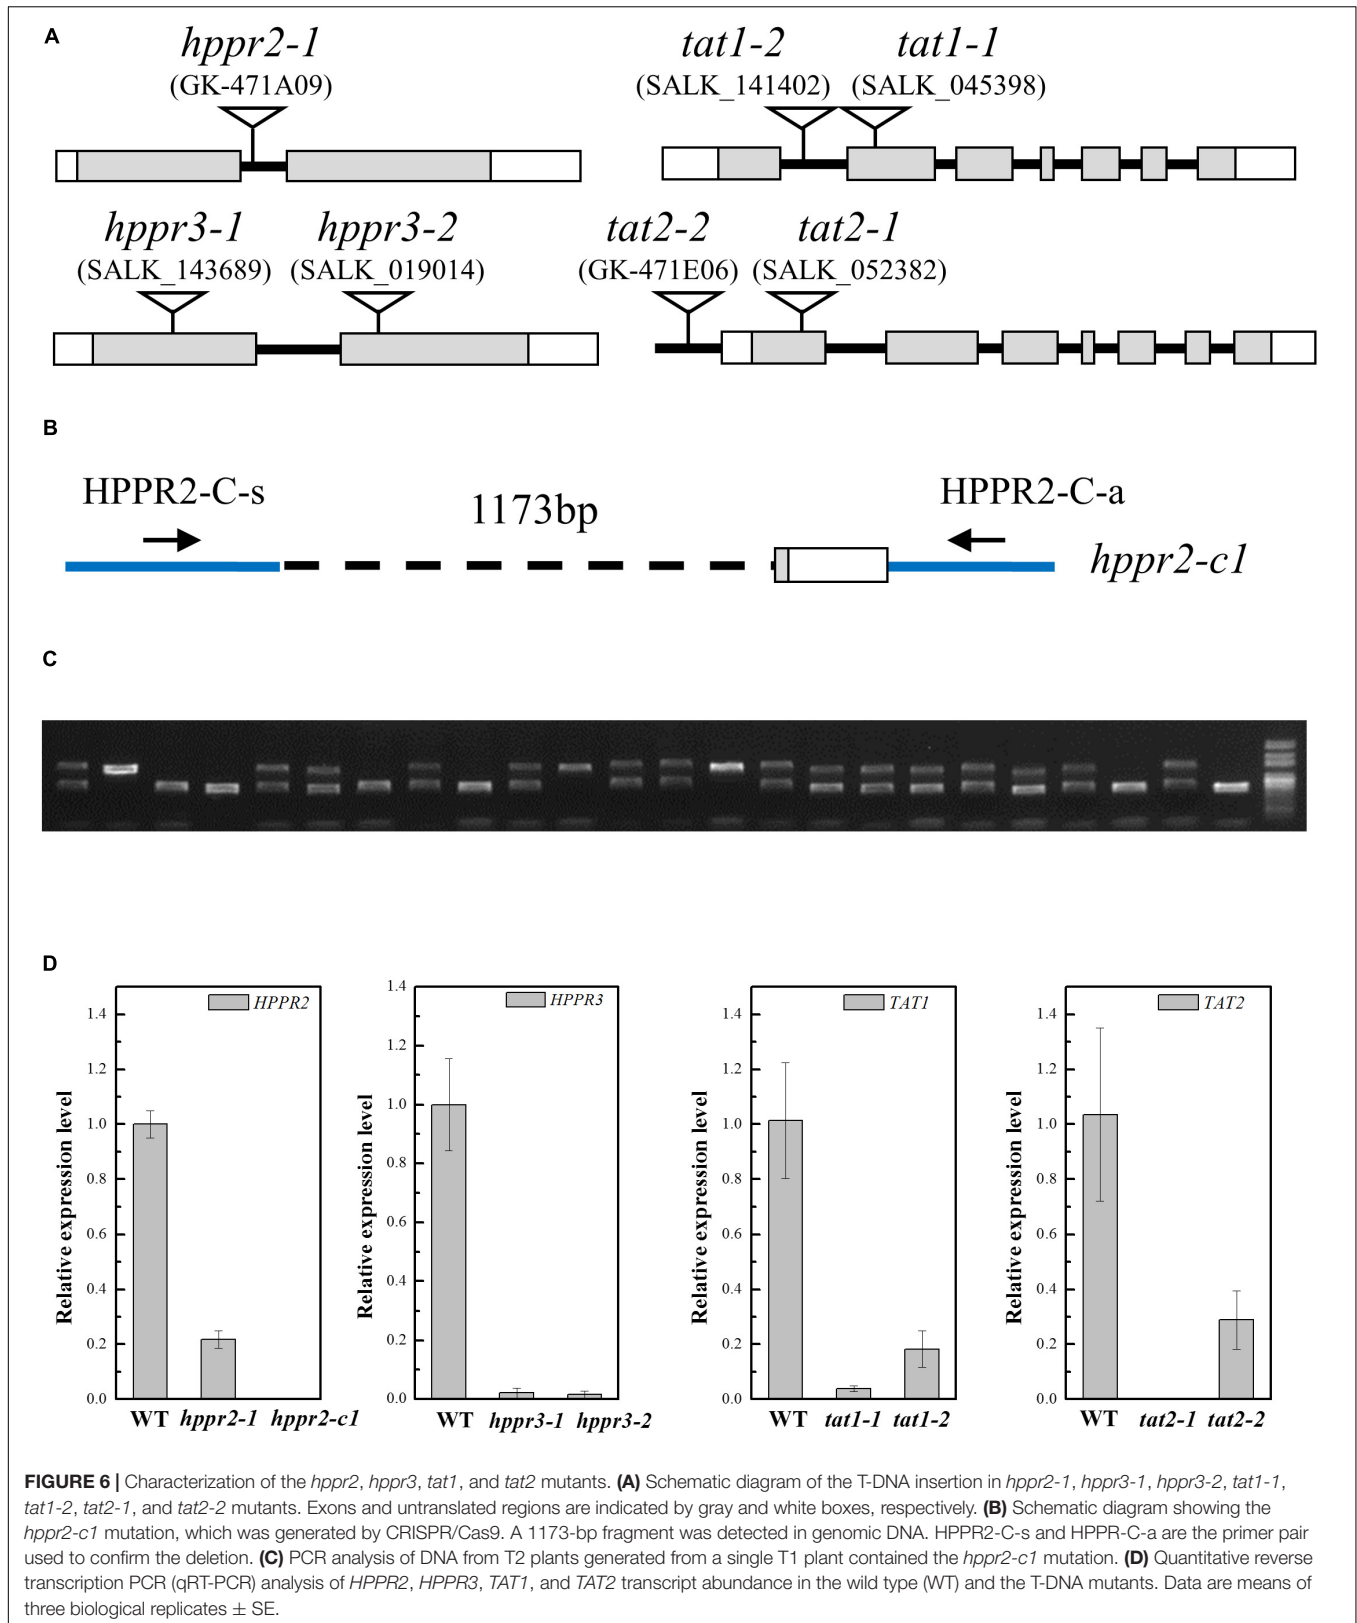 A
hppr2-1
(GK-471A09)
tat1-2
(SALK_141402)
tat1-1
(SALK_045398)
hppr3-1
(SALK_143689)
hppr3-2
(SALK_019014)
tat2-2
(GK-471E06)
tat2-1
(SALK_052382)
B
HPPR2-C-s
1173bp
HPPR2-C-a
hppr2-c1
C
D
Relative expression level
1.4
1.2
1.0
0.8
0.6
0.4
0.2
0.0
HPPR2
WT hppr2-1 hppr2-c1
Relative expression level
1.4
1.2
1.0
0.8
0.6
0.4
0.2
0.0
HPPR3
WT hppr3-1 hppr3-2
Relative expression level
1.4
1.2
1.0
0.8
0.6
0.4
0.2
0.0
TAT1
WT tat1-1 tat1-2
Relative expression level
1.4
1.2
1.0
0.8
0.6
0.4
0.2
0.0
TAT2
WT tat2-1 tat2-2
FIGURE 6 | Characterization of the hppr2, hppr3, tat1, and tat2 mutants. (A) Schematic diagram of the T-DNA insertion in hppr2-1, hppr3-1, hppr3-2, tat1-1,
tat1-2, tat2-1, and tat2-2 mutants. Exons and untranslated regions are indicated by gray and white boxes, respectively. (B) Schematic diagram showing the
hppr2-c1 mutation, which was generated by CRISPR/Cas9. A 1173-bp fragment was detected in genomic DNA. HPPR2-C-s and HPPR-C-a are the primer pair
used to confirm the deletion. (C) PCR analysis of DNA from T2 plants generated from a single T1 plant contained the hppr2-c1 mutation. (D) Quantitative reverse
transcription PCR (qRT-PCR) analysis of HPPR2, HPPR3, TAT1, and TAT2 transcript abundance in the wild type (WT) and the T-DNA mutants. Data are means of
three biological replicates ± SE.